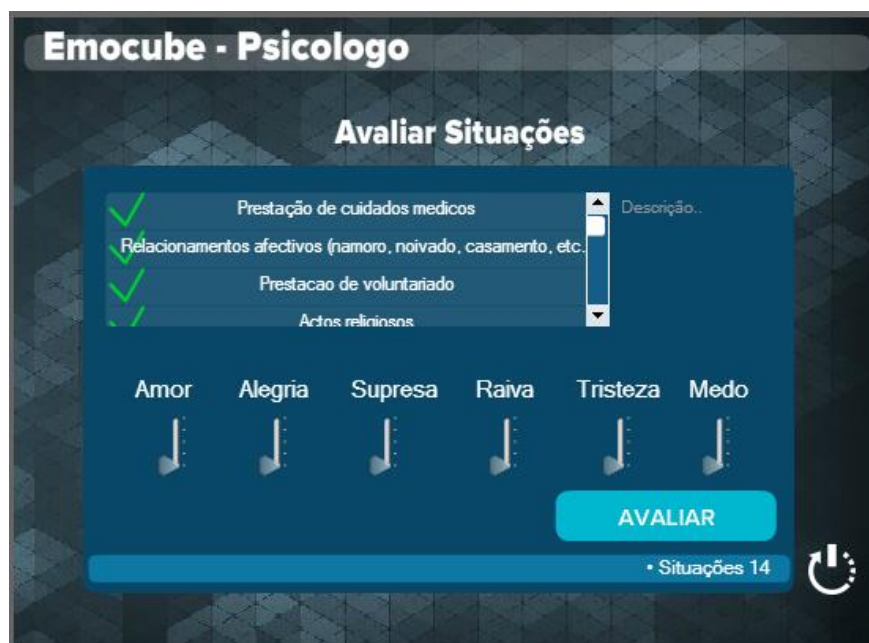 Emocube - Psicologo
Avaliar Situações
Prestação de cuidados medicos
Descrição..
Relacionamentos afectivos (namoro, noivado, casamento, etc.
Prestacao de voluntariado
Actos religiosos
Amor Alegria Supresa Raiva Tristeza Medo
AVALIAR
• Situações 14